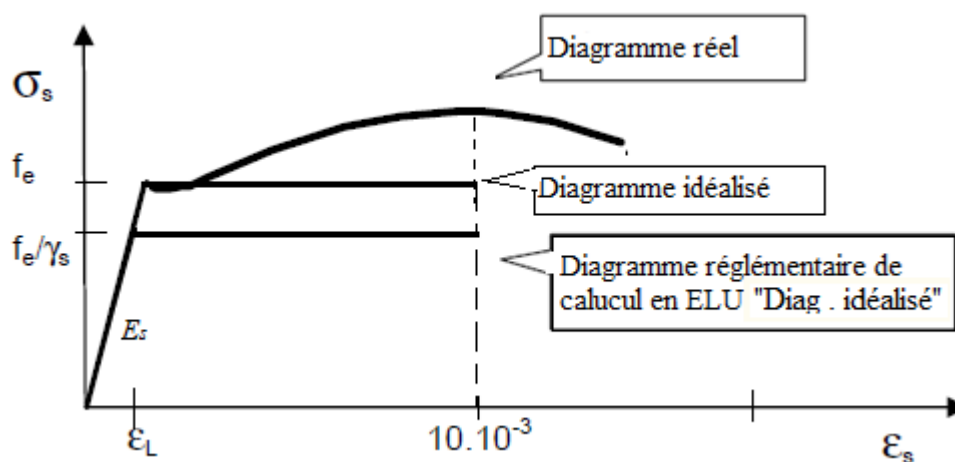 Diagramme réel
σs
fe
Diagramme idéalisé
fe/γs
Diagramme réglémentaire de
calucul en ELU "Diag . idéalisé"
Es
εL
10.10-3
εs